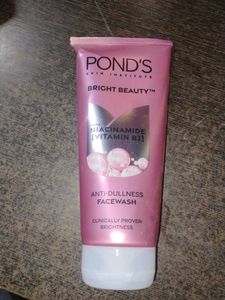 POND'S
SKIN INSTITUTE
BRIGHT BEAUTY™
NIACINAMIDE
[VITAMIN B3]
ANTI-DULLNESS
FACEWASH
CLINICALLY PROVEN
BRIGHTNESS